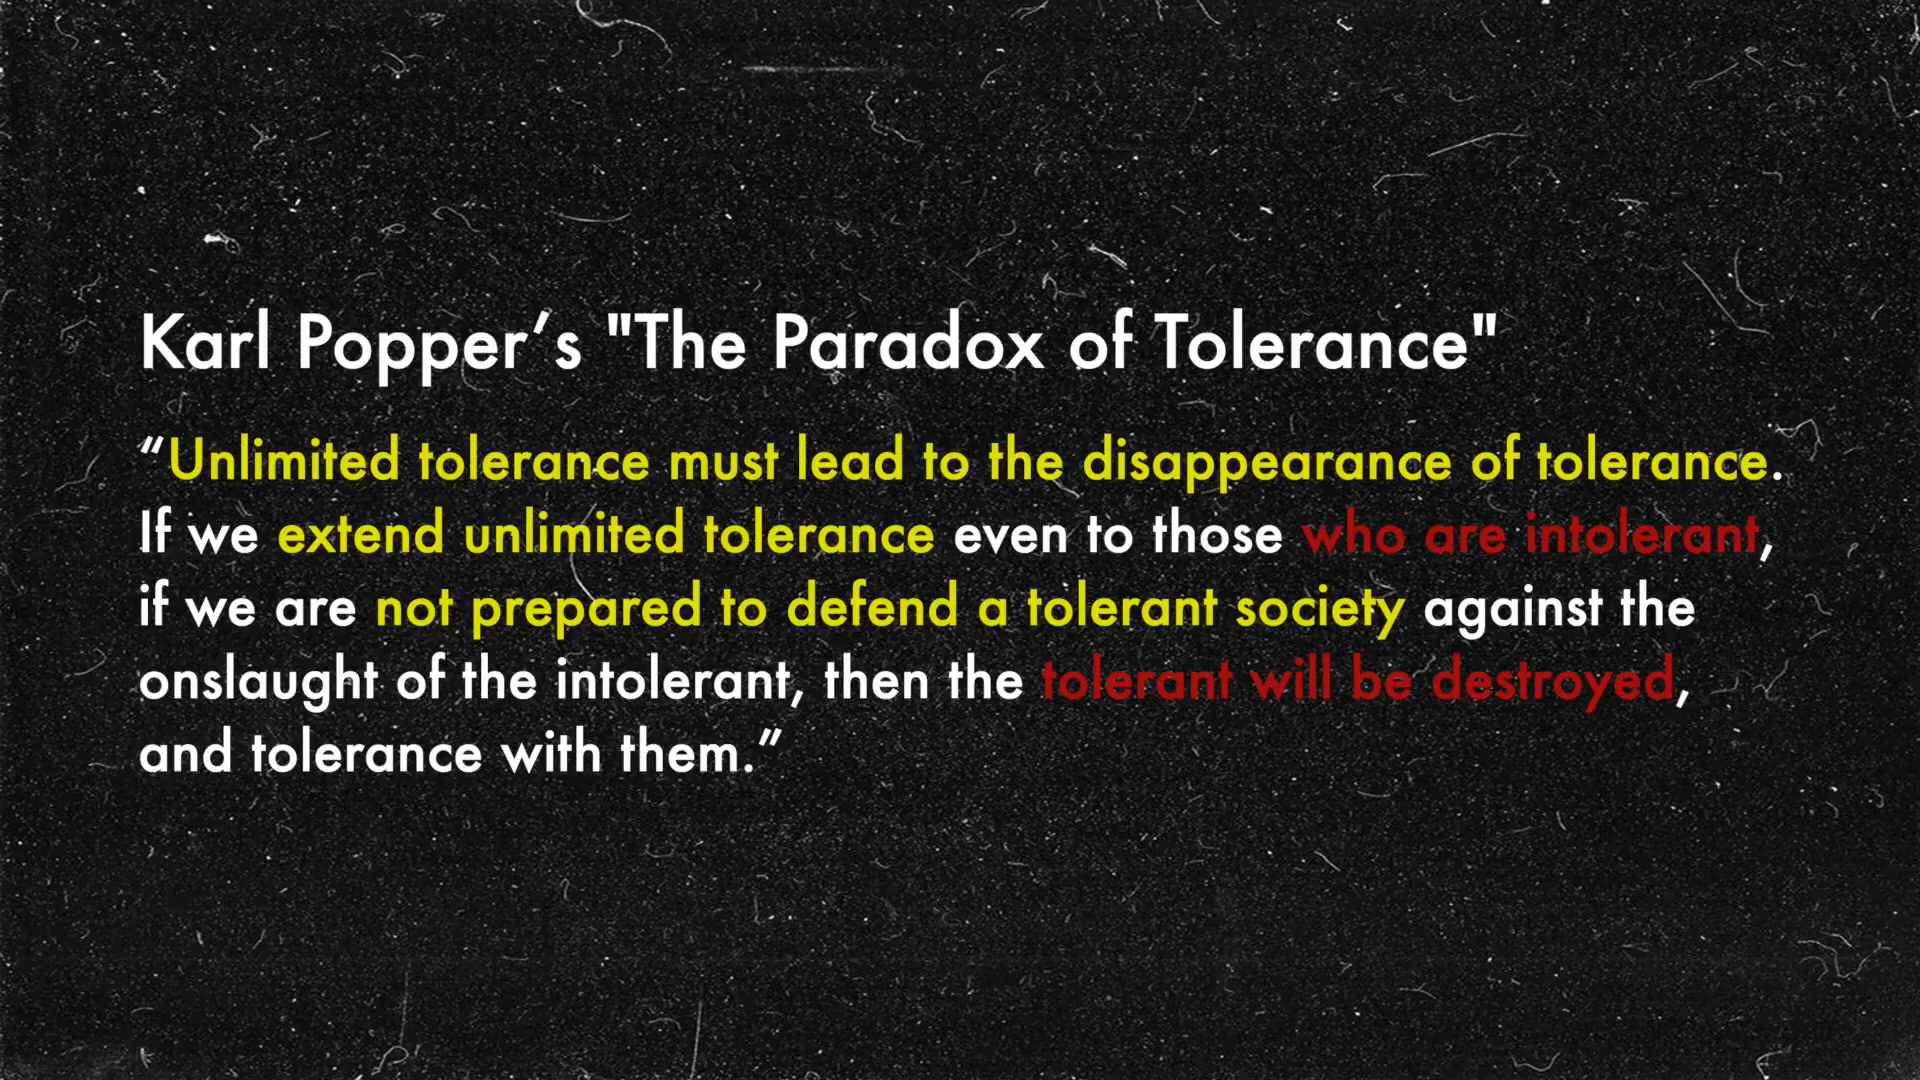 Karl Popper’s "The Paradox of Tolerance"
“Unlimited tolerance must lead to the disappearance of tolerance.
If we extend unlimited tolerance even to those who are intolerant,
if we are not prepared to defend a tolerant society against the
onslaught of the intolerant, then the tolerant will be destroyed,
and tolerance with them.”